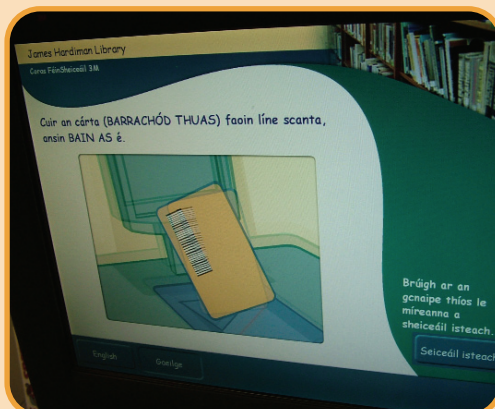 James Hardiman Library
Coras Féinsheiceáil 3M
Cuir an cárta (BARRACHÓD THUAS) faoin líne scanta,
ansin BAIN AS é.
Brúigh ar an
gcnaipe thíos le
míreanna a
sheiceáil isteach.
Seiceáil isteach
English
Gaeilge